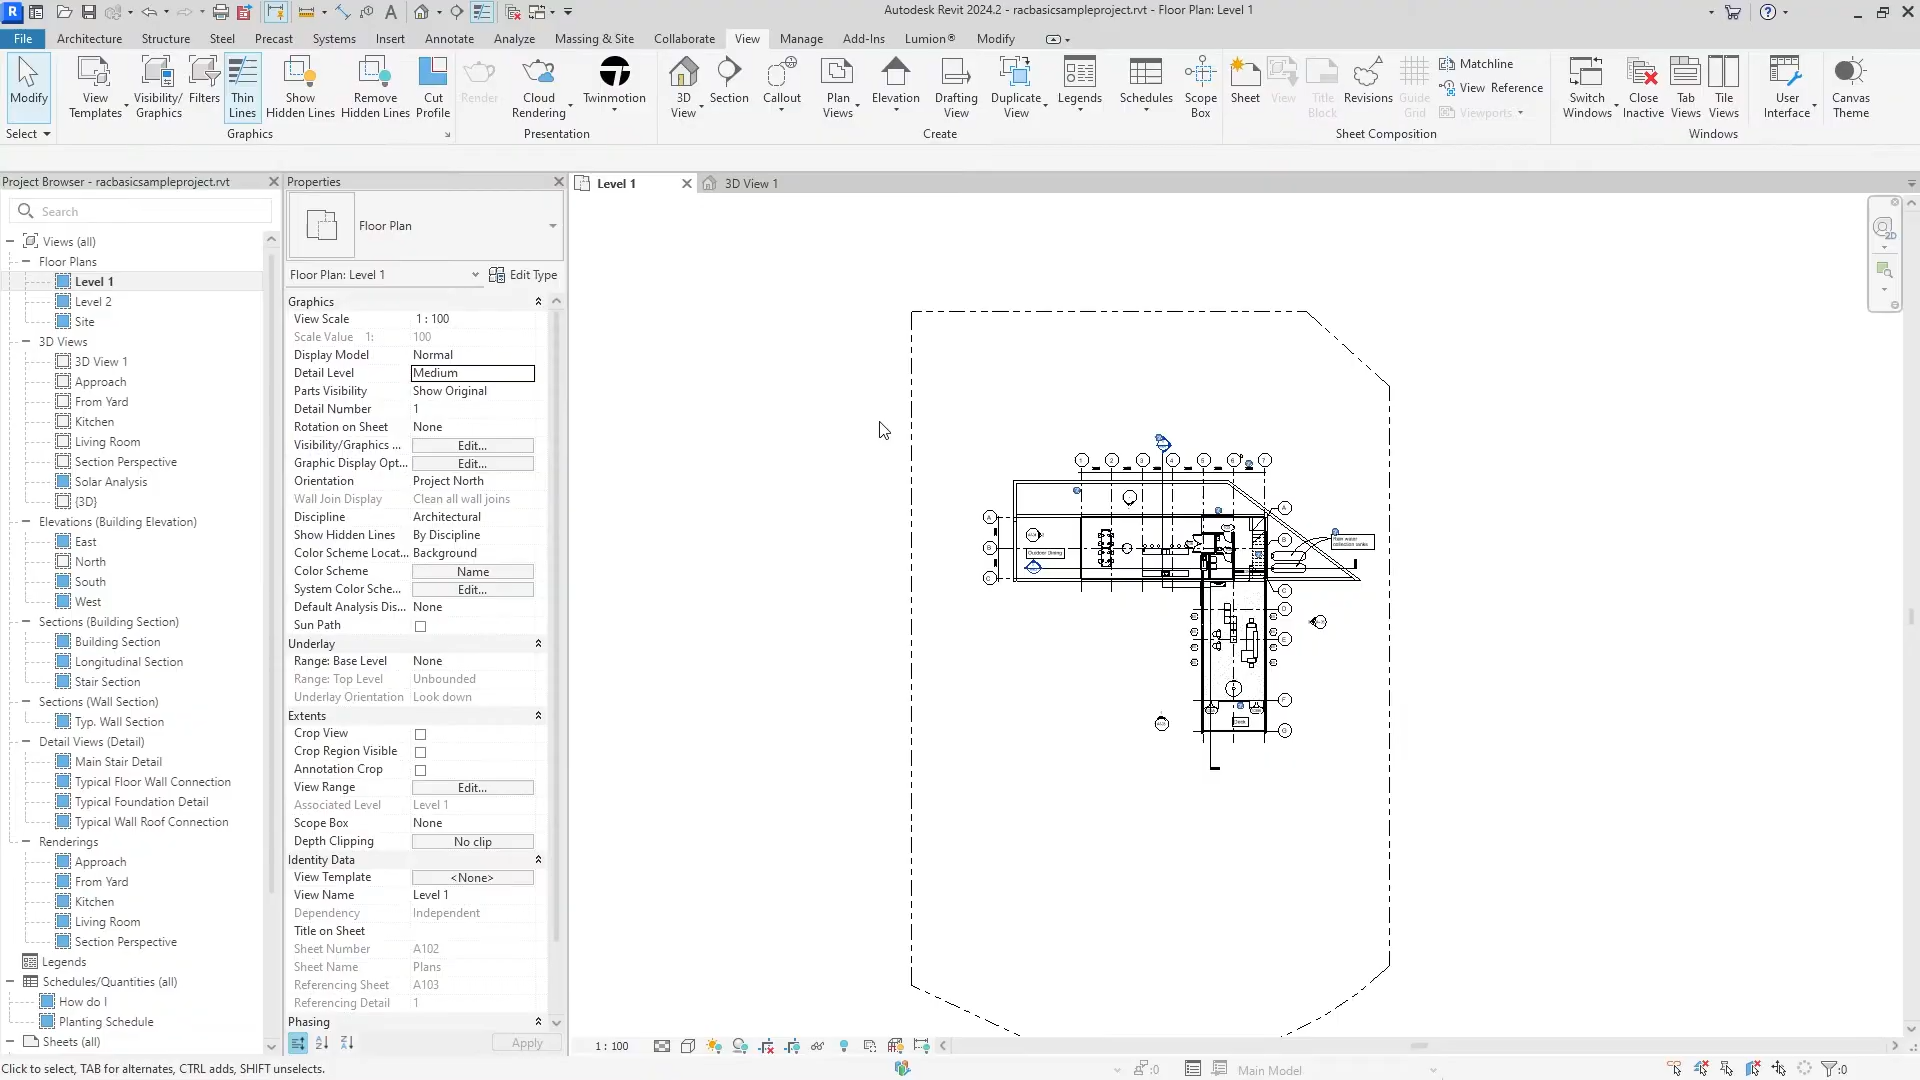 Autodesk Revit 2024.2 - racbasicsampleproject.rvt - Floor Plan: Level 1
File Architecture Structure Steel Precast Systems Insert Annotate Analyze Massing & Site Collaborate View Manage Add-Ins Lumion® Modify
Modify
View Templates
Visibility/ Graphics
Filters
Thin Lines
Show Hidden Lines
Remove Hidden Lines
Cut Profile
Render
Cloud Rendering
Twinmotion
3D View
Section
Callout
Plan Views
Elevation
Drafting View
Duplicate View
Legends
Schedules
Scope Box
Sheet
View
Title Block
Revisions
Guide Grid
Matchline
View Reference
Viewports
Switch Windows
Close Inactive
Tab Views
Tile Views
User Interface
Canvas Theme
Select
Graphics
Presentation
Create
Sheet Composition
Windows
Project Browser - racbasicsampleproject.rvt
Search
Views (all)
Floor Plans
Level 1
Level 2
Site
3D Views
3D View 1
Approach
From Yard
Kitchen
Living Room
Section Perspective
Solar Analysis
{3D}
Elevations (Building Elevation)
East
North
South
West
Sections (Building Section)
Building Section
Longitudinal Section
Stair Section
Sections (Wall Section)
Typ. Wall Section
Detail Views (Detail)
Main Stair Detail
Typical Floor Wall Connection
Typical Foundation Detail
Typical Wall Roof Connection
Renderings
Approach
From Yard
Kitchen
Living Room
Section Perspective
Legends
Schedules/Quantities (all)
How do I
Planting Schedule
Sheets (all)
Properties
Floor Plan
Floor Plan: Level 1
Edit Type
Graphics
View Scale 1 : 100
Scale Value 1: 100
Display Model Normal
Detail Level Medium
Parts Visibility Show Original
Detail Number 1
Rotation on Sheet None
Visibility/Graphics ... Edit...
Graphic Display Opt... Edit...
Orientation Project North
Wall Join Display Clean all wall joins
Discipline Architectural
Show Hidden Lines By Discipline
Color Scheme Locat... Background
Color Scheme Name
System Color Sche... Edit...
Default Analysis Dis... None
Sun Path
Underlay
Range: Base Level None
Range: Top Level Unbounded
Underlay Orientation Look down
Extents
Crop View
Crop Region Visible
Annotation Crop
View Range Edit...
Associated Level Level 1
Scope Box None
Depth Clipping No clip
Identity Data
View Template <None>
View Name Level 1
Dependency Independent
Title on Sheet
Sheet Number A102
Sheet Name Plans
Referencing Sheet A103
Referencing Detail 1
Phasing
Apply
Level 1
3D View 1
2D
1 2 3 4 5 6 7
A
B
C
A
B
C
D
E
F
G
Outdoor Dining
Rain water
collection tanks
Deck
1 : 100
Click to select, TAB for alternates, CTRL adds, SHIFT unselects.
:0
Main Model
:0